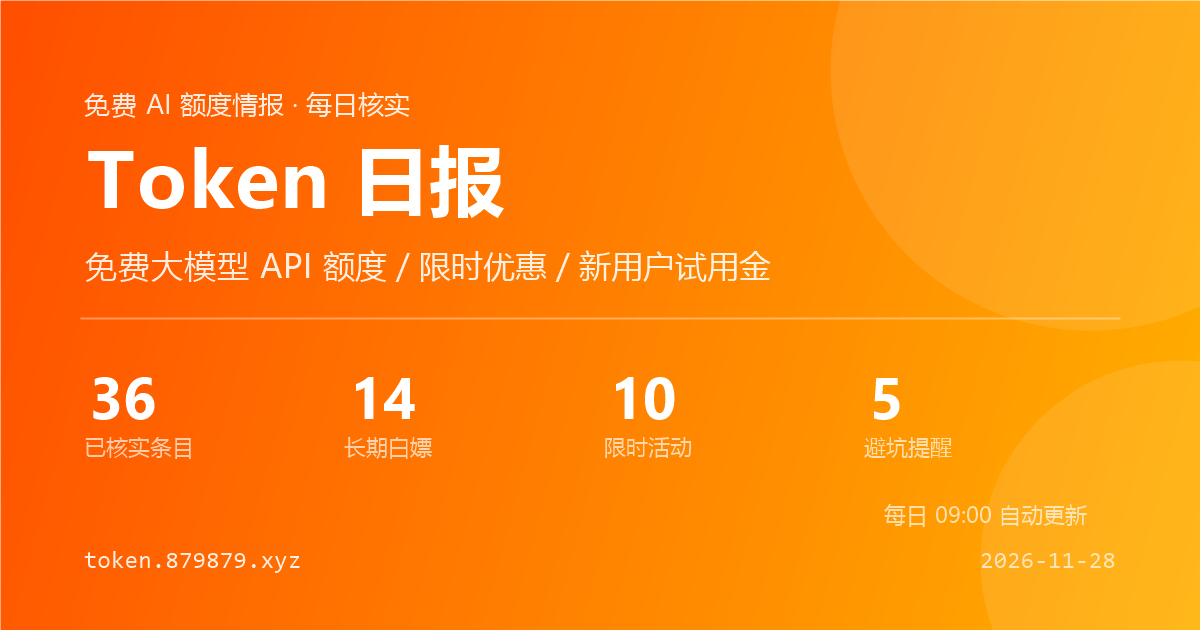 免费 AI 额度情报 · 每日核实
Token 日报
免费大模型 API 额度 / 限时优惠 / 新用户试用金
36
已核实条目
14
长期白嫖
10
限时活动
5
避坑提醒
每日 09:00 自动更新
token.879879.xyz
2026-11-28